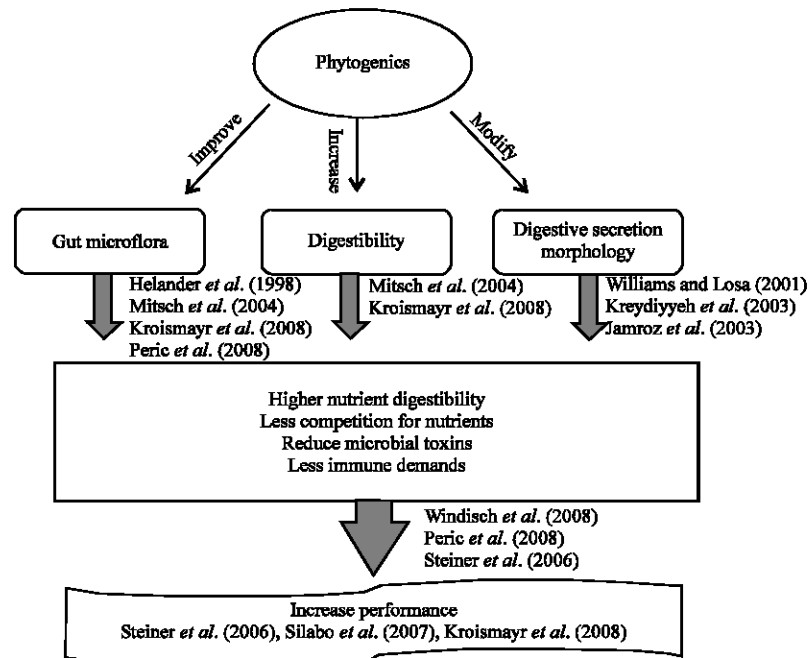 Phytogenics
Improve
Increase
Modify
Gut microflora
Digestibility
Digestive secretion
morphology
Helander et al. (1998)
Mitsch et al. (2004)
Kroismayr et al. (2008)
Peric et al. (2008)
Mitsch et al. (2004)
Kroismayr et al. (2008)
Williams and Losa (2001)
Kreydiyyeh et al. (2003)
Jamroz et al. (2003)
Higher nutrient digestibility
Less competition for nutrients
Reduce microbial toxins
Less immune demands
Windisch et al. (2008)
Peric et al. (2008)
Steiner et al. (2006)
Increase performance
Steiner et al. (2006), Silabo et al. (2007), Kroismayr et al. (2008)